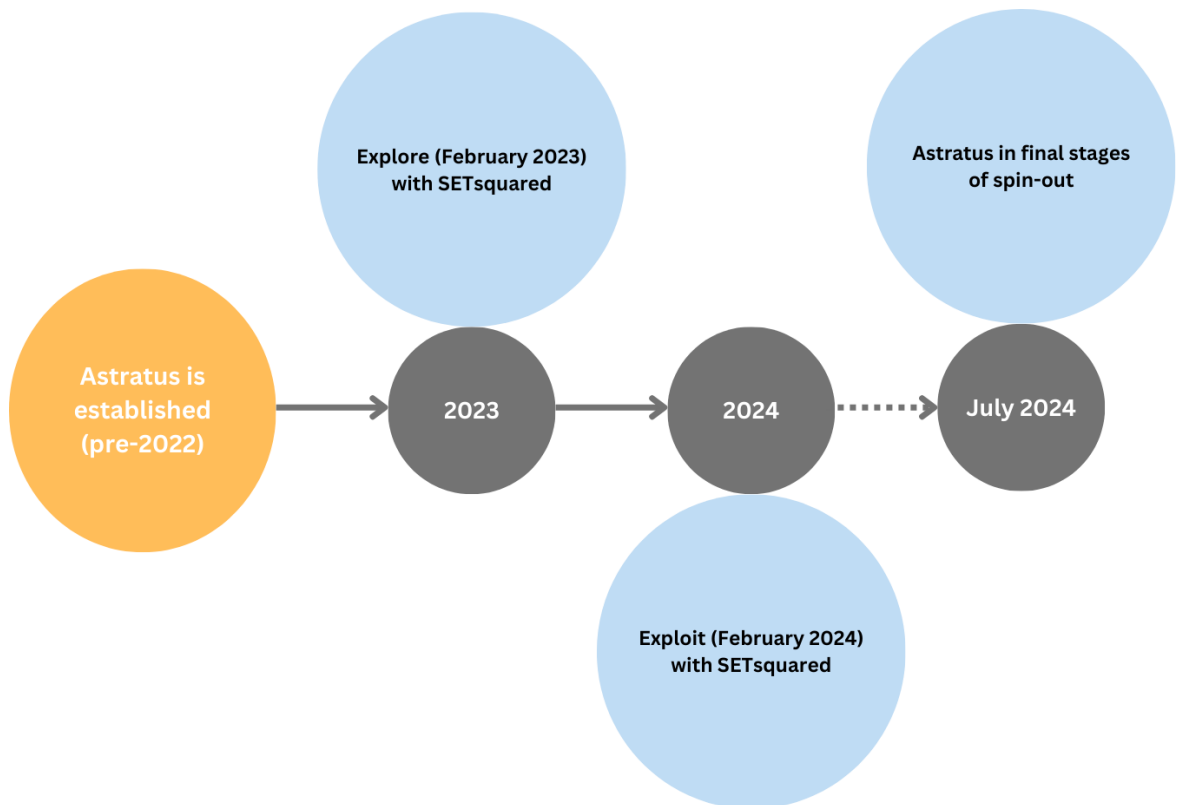 Astratus is
established
(pre-2022)
Explore (February 2023)
with SETsquared
2023
2024
Exploit (February 2024)
with SETsquared
Astratus in final stages
of spin-out
July 2024